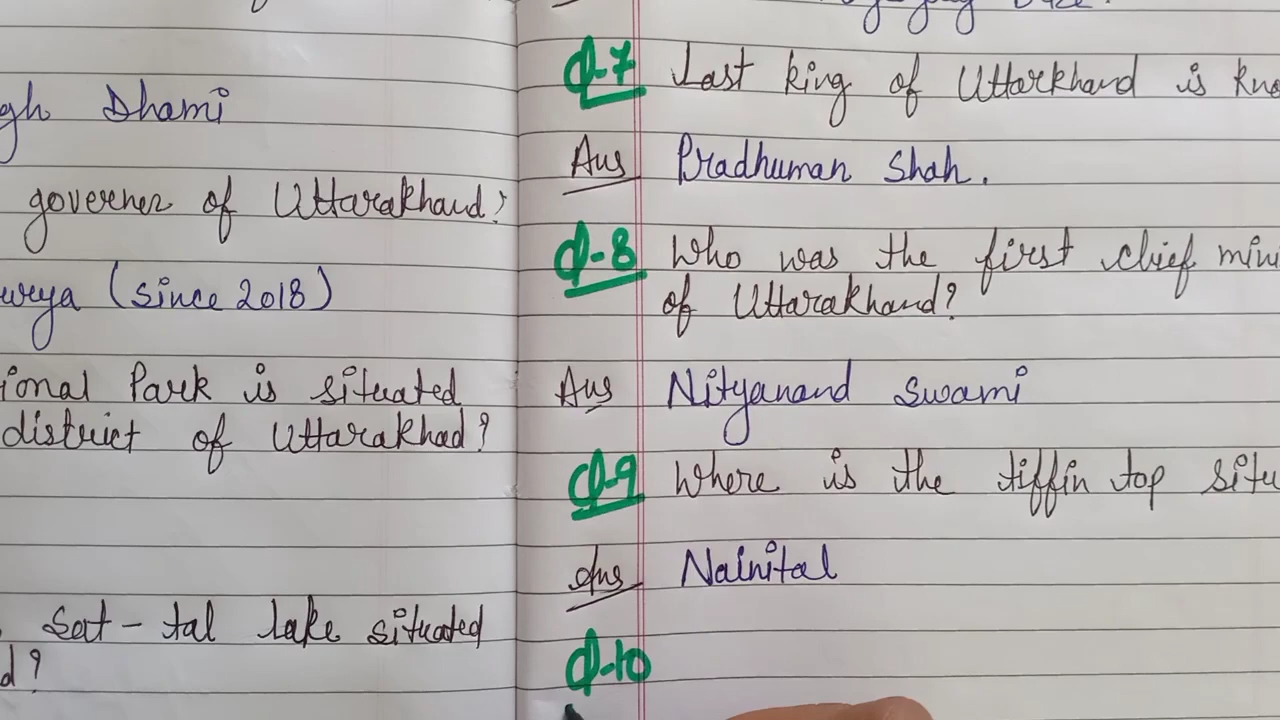 gh Dhami
governer of Uttarakhand?
(since 2018)
ional Park is situated
district of Uttarakhad?
Sat - tal lake situated
d?
Q-7 Last king of Uttarkhand is kno
Ans Pradhuman Shah.
Q-8 Who was the first chief min
of Uttarakhand?
Ans Nityanand Swami
Q-9 Where is the tiffin top situ
Ans Nainital
Q-10